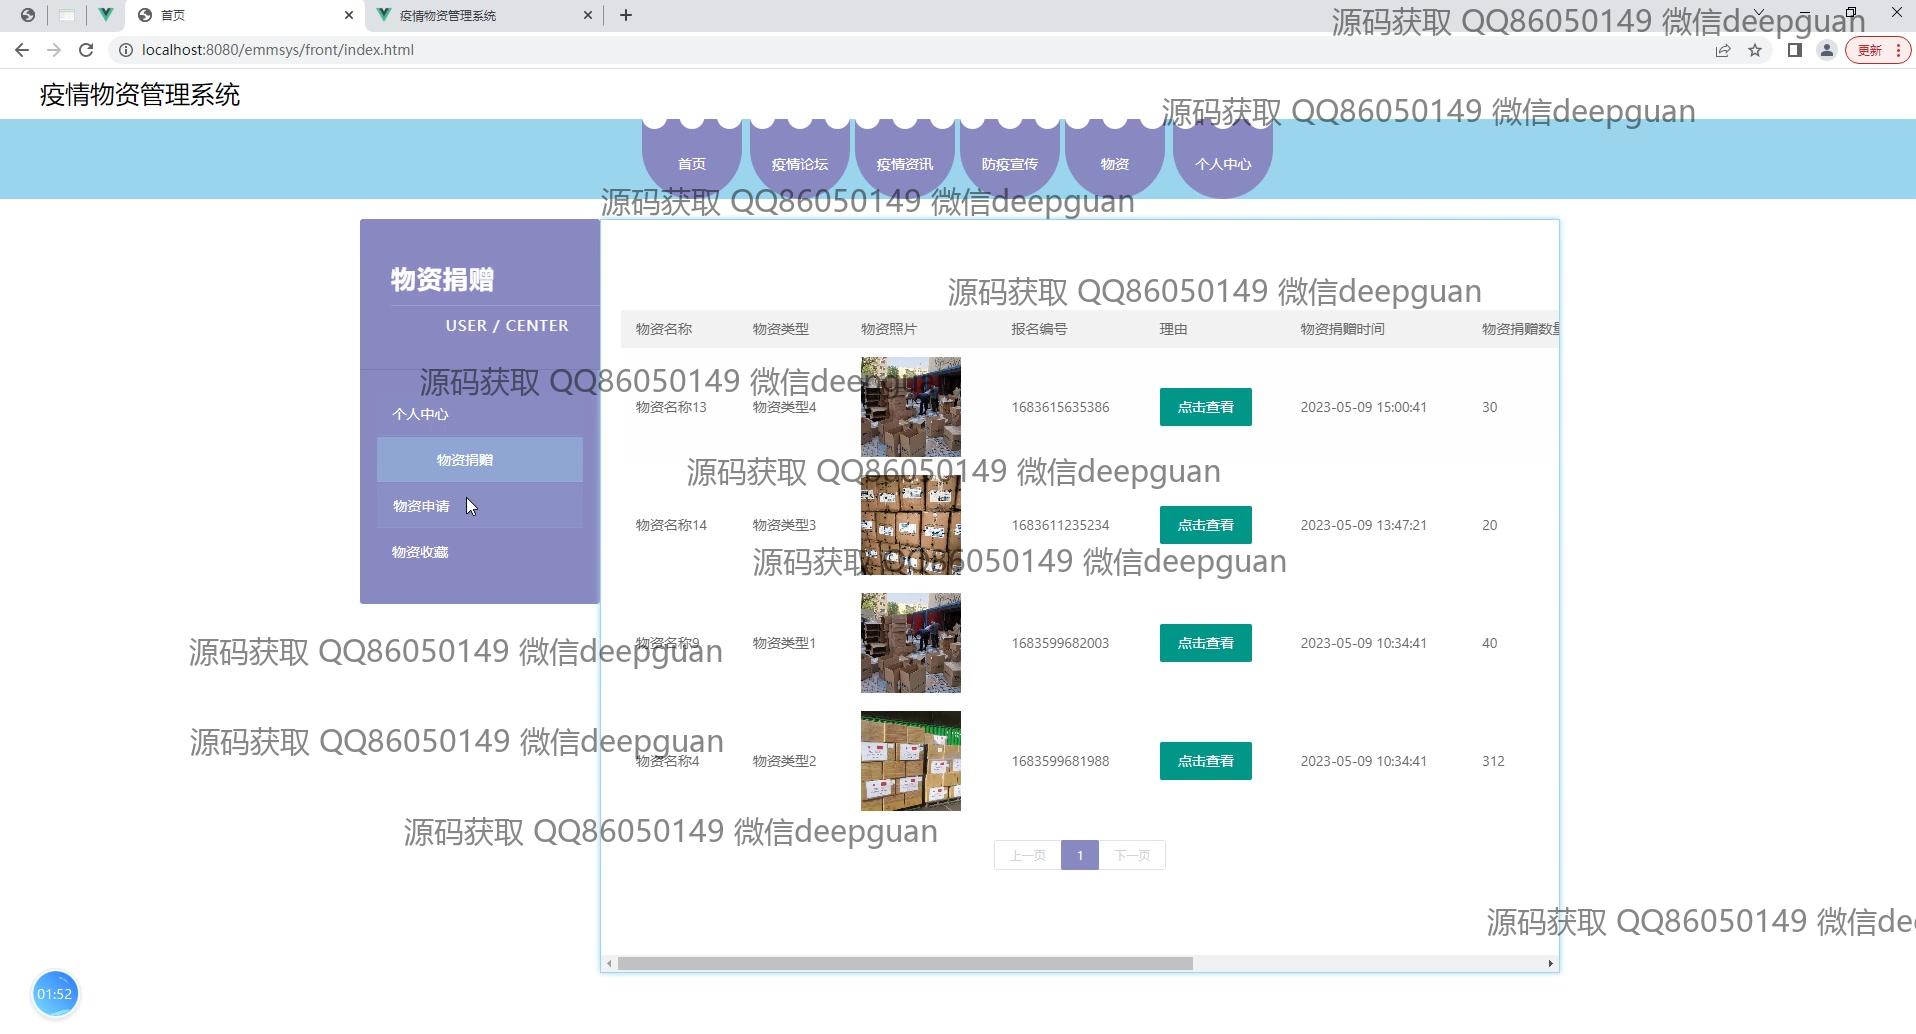 首页
疫情物资管理系统
源码获取 QQ86050149 微信deepguan
localhost:8080/emmsys/front/index.html
更新
疫情物资管理系统
源码获取 QQ86050149 微信deepguan
首页
疫情论坛
疫情资讯
防疫宣传
物资
个人中心
源码获取 QQ86050149 微信deepguan
物资捐赠
USER / CENTER
源码获取 QQ86050149 微信deepguan
物资名称 物资类型 物资照片 报名编号 理由 物资捐赠时间 物资捐赠数量
源码获取 QQ86050149 微信deepguan
物资名称13 物资类型4 1683615635386 点击查看 2023-05-09 15:00:41 30
个人中心
物资捐赠
源码获取 QQ86050149 微信deepguan
物资申请
物资名称14 物资类型3 1683611235234 点击查看 2023-05-09 13:47:21 20
物资收藏
源码获取 QQ86050149 微信deepguan
源码获取 QQ86050149 微信deepguan
物资名称9 物资类型1 1683599682003 点击查看 2023-05-09 10:34:41 40
源码获取 QQ86050149 微信deepguan
物资名称4 物资类型2 1683599681988 点击查看 2023-05-09 10:34:41 312
源码获取 QQ86050149 微信deepguan
上一页 1 下一页
源码获取 QQ86050149 微信dee
01:52